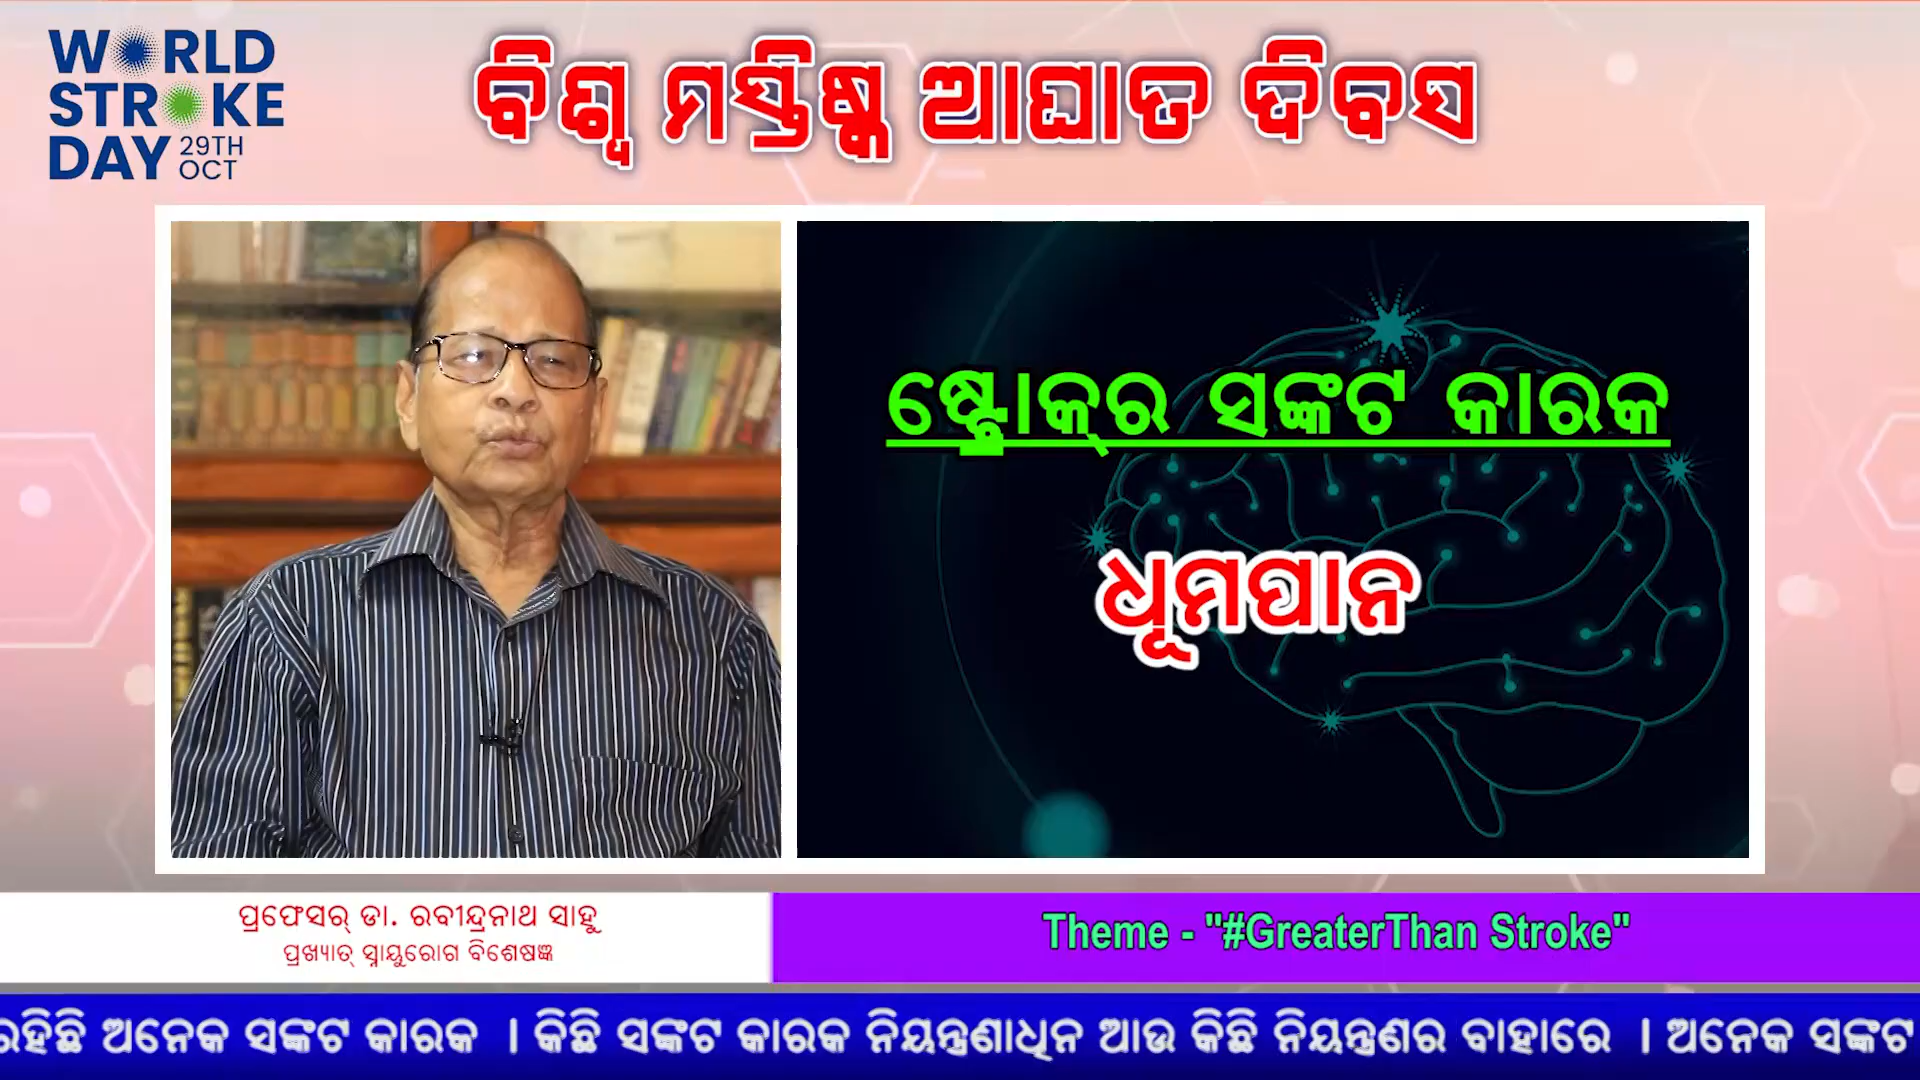 WORLD
STROKE
DAY 29TH
OCT
ବିଶ୍ୱ ମସ୍ତିଷ୍କ ଆଘାତ ଦିବସ
ଷ୍ଟ୍ରୋକ୍‌ର ସଙ୍କଟ କାରକ
ଧୂମପାନ
ପ୍ରଫେସର୍ ଡା. ରବୀନ୍ଦ୍ରନାଥ ସାହୁ
ପ୍ରଖ୍ୟାତ୍ ସ୍ନାୟୁରୋଗ ବିଶେଷଜ୍ଞ
Theme - "#GreaterThan Stroke"
ରହିଛି ଅନେକ ସଙ୍କଟ କାରକ । କିଛି ସଙ୍କଟ କାରକ ନିୟନ୍ତ୍ରଣାଧିନ ଆଉ କିଛି ନିୟନ୍ତ୍ରଣର ବାହାରେ । ଅନେକ ସଙ୍କଟ